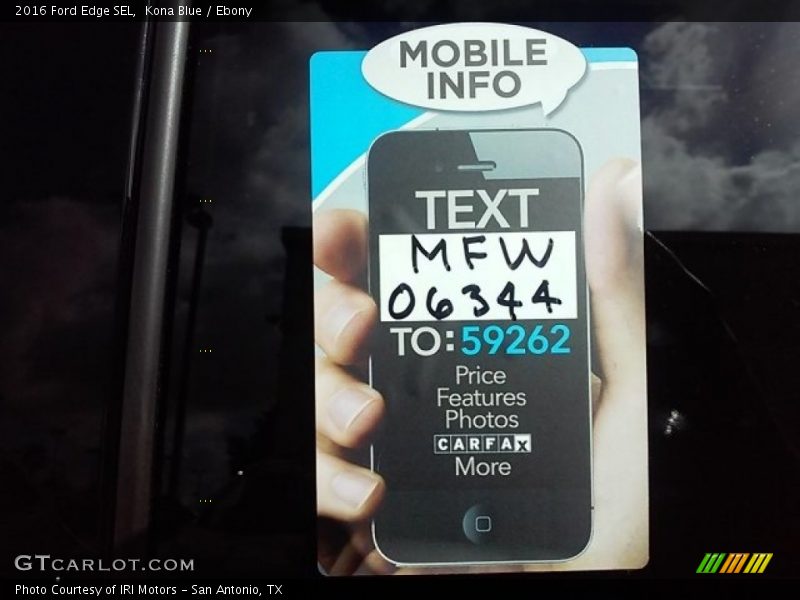 2016 Ford Edge SEL, Kona Blue / Ebony
MOBILE
INFO
TEXT
MFW
06344
TO: 59262
Price
Features
Photos
CARFAX
More
GTCARLOT.COM
Photo Courtesy of IRI Motors - San Antonio, TX